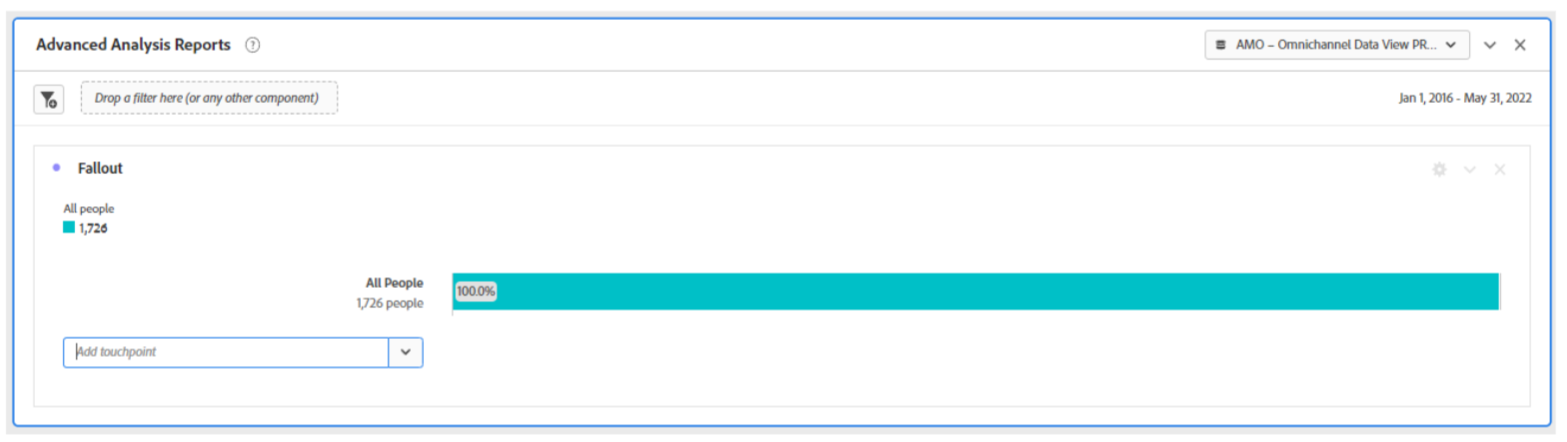 Advanced Analysis Reports ?
AMO – Omnichannel Data View PR...
Drop a filter here (or any other component)
Jan 1, 2016 - May 31, 2022
Fallout
All people
1,726
All People
1,726 people
100.0%
Add touchpoint